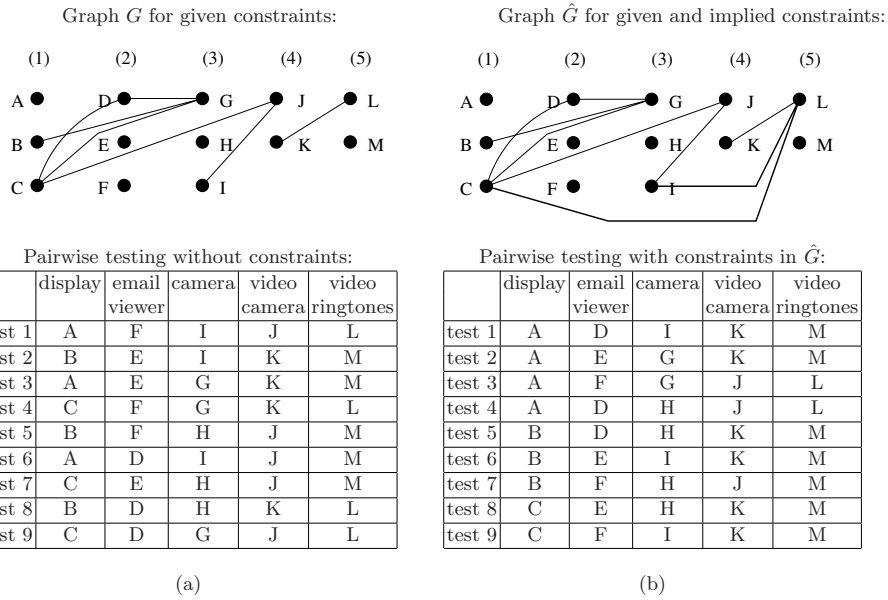 Graph G for given constraints:
(1) (2) (3) (4) (5)
A D G J L
B E H K M
C F I
Pairwise testing without constraints:
display email viewer camera video camera video ringtones
st 1 A F I J L
st 2 B E I K M
st 3 A E G K M
st 4 C F G K L
st 5 B F H J M
st 6 A D I J M
st 7 C E H J M
st 8 B D H K L
st 9 C D G J L
(a)
Graph Ĝ for given and implied constraints:
(1) (2) (3) (4) (5)
A D G J L
B E H K M
C F I
Pairwise testing with constraints in Ĝ:
display email viewer camera video camera video ringtones
test 1 A D I K M
test 2 A E G K M
test 3 A F G J L
test 4 A D H J L
test 5 B D H K M
test 6 B E I K M
test 7 B F H J M
test 8 C E H K M
test 9 C F I K M
(b)